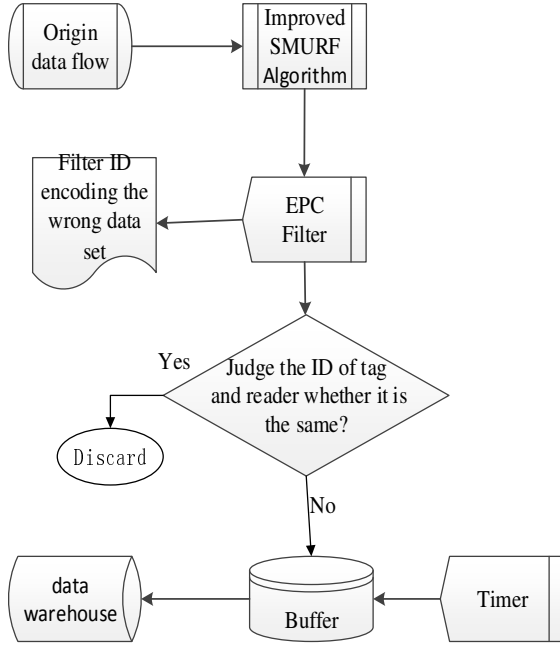 Origin
data flow
Improved
SMURF
Algorithm
Filter ID
encoding the
wrong data
set
EPC
Filter
Yes
Judge the ID of tag
and reader whether it is
the same?
Discard
No
data
warehouse
Buffer
Timer